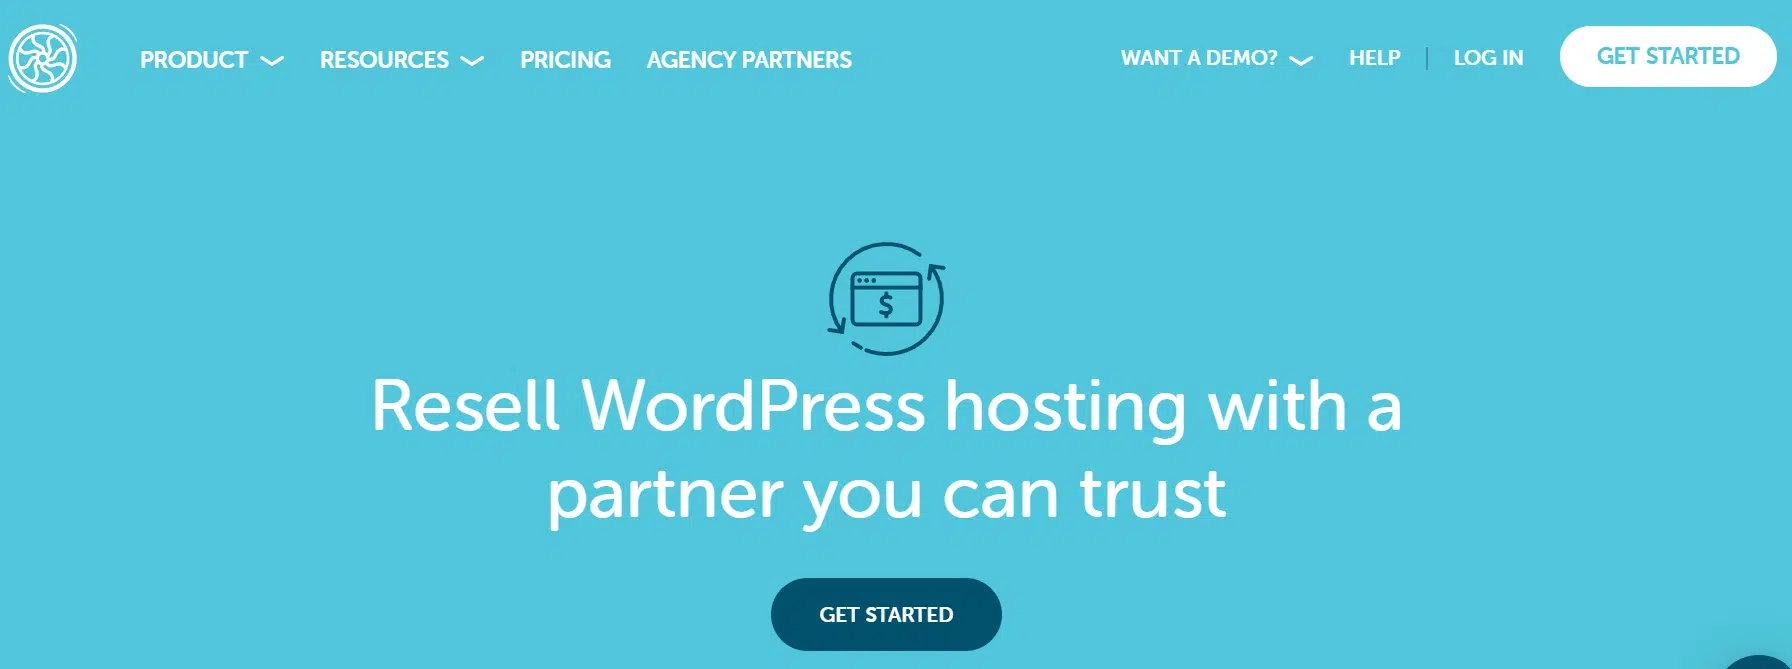 PRODUCT
RESOURCES
PRICING
AGENCY PARTNERS
WANT A DEMO?
HELP
LOG IN
GET STARTED
$
Resell WordPress hosting with a
partner you can trust
GET STARTED